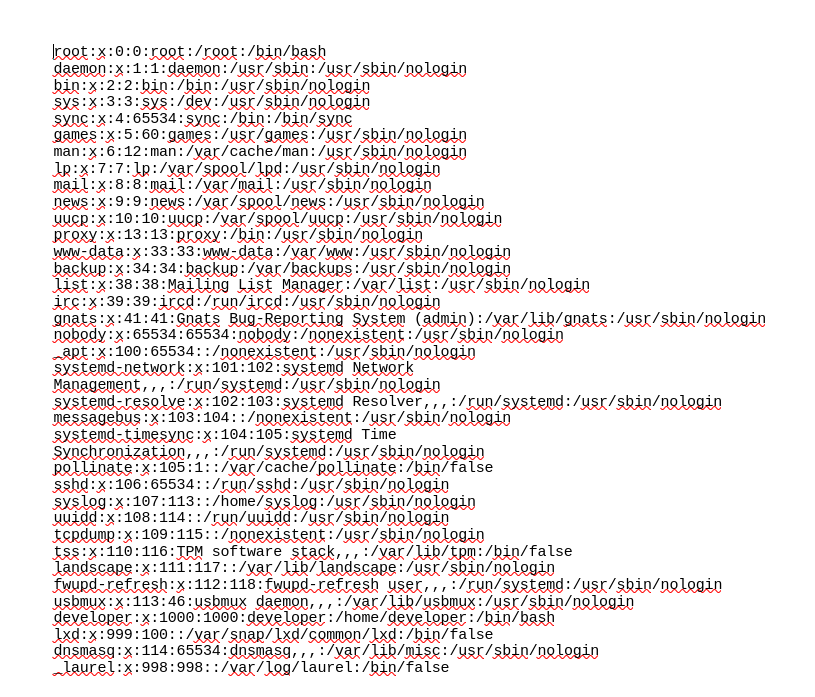 root:x:0:0:root:/root:/bin/bash
daemon:x:1:1:daemon:/usr/sbin:/usr/sbin/nologin
bin:x:2:2:bin:/bin:/usr/sbin/nologin
sys:x:3:3:sys:/dev:/usr/sbin/nologin
sync:x:4:65534:sync:/bin:/bin/sync
games:x:5:60:games:/usr/games:/usr/sbin/nologin
man:x:6:12:man:/var/cache/man:/usr/sbin/nologin
lp:x:7:7:lp:/var/spool/lpd:/usr/sbin/nologin
mail:x:8:8:mail:/var/mail:/usr/sbin/nologin
news:x:9:9:news:/var/spool/news:/usr/sbin/nologin
uucp:x:10:10:uucp:/var/spool/uucp:/usr/sbin/nologin
proxy:x:13:13:proxy:/bin:/usr/sbin/nologin
www-data:x:33:33:www-data:/var/www:/usr/sbin/nologin
backup:x:34:34:backup:/var/backups:/usr/sbin/nologin
list:x:38:38:Mailing List Manager:/var/list:/usr/sbin/nologin
irc:x:39:39:ircd:/run/ircd:/usr/sbin/nologin
gnats:x:41:41:Gnats Bug-Reporting System (admin):/var/lib/gnats:/usr/sbin/nologin
nobody:x:65534:65534:nobody:/nonexistent:/usr/sbin/nologin
_apt:x:100:65534::/nonexistent:/usr/sbin/nologin
systemd-network:x:101:102:systemd Network
Management,,,:/run/systemd:/usr/sbin/nologin
systemd-resolve:x:102:103:systemd Resolver,,,:/run/systemd:/usr/sbin/nologin
messagebus:x:103:104::/nonexistent:/usr/sbin/nologin
systemd-timesync:x:104:105:systemd Time
Synchronization,,,:/run/systemd:/usr/sbin/nologin
pollinate:x:105:1::/var/cache/pollinate:/bin/false
sshd:x:106:65534::/run/sshd:/usr/sbin/nologin
syslog:x:107:113::/home/syslog:/usr/sbin/nologin
uuidd:x:108:114::/run/uuidd:/usr/sbin/nologin
tcpdump:x:109:115::/nonexistent:/usr/sbin/nologin
tss:x:110:116:TPM software stack,,,:/var/lib/tpm:/bin/false
landscape:x:111:117::/var/lib/landscape:/usr/sbin/nologin
fwupd-refresh:x:112:118:fwupd-refresh user,,,:/run/systemd:/usr/sbin/nologin
usbmux:x:113:46:usbmux daemon,,,:/var/lib/usbmux:/usr/sbin/nologin
developer:x:1000:1000:developer:/home/developer:/bin/bash
lxd:x:999:100::/var/snap/lxd/common/lxd:/bin/false
dnsmasq:x:114:65534:dnsmasq,,,:/var/lib/misc:/usr/sbin/nologin
_laurel:x:998:998::/var/log/laurel:/bin/false